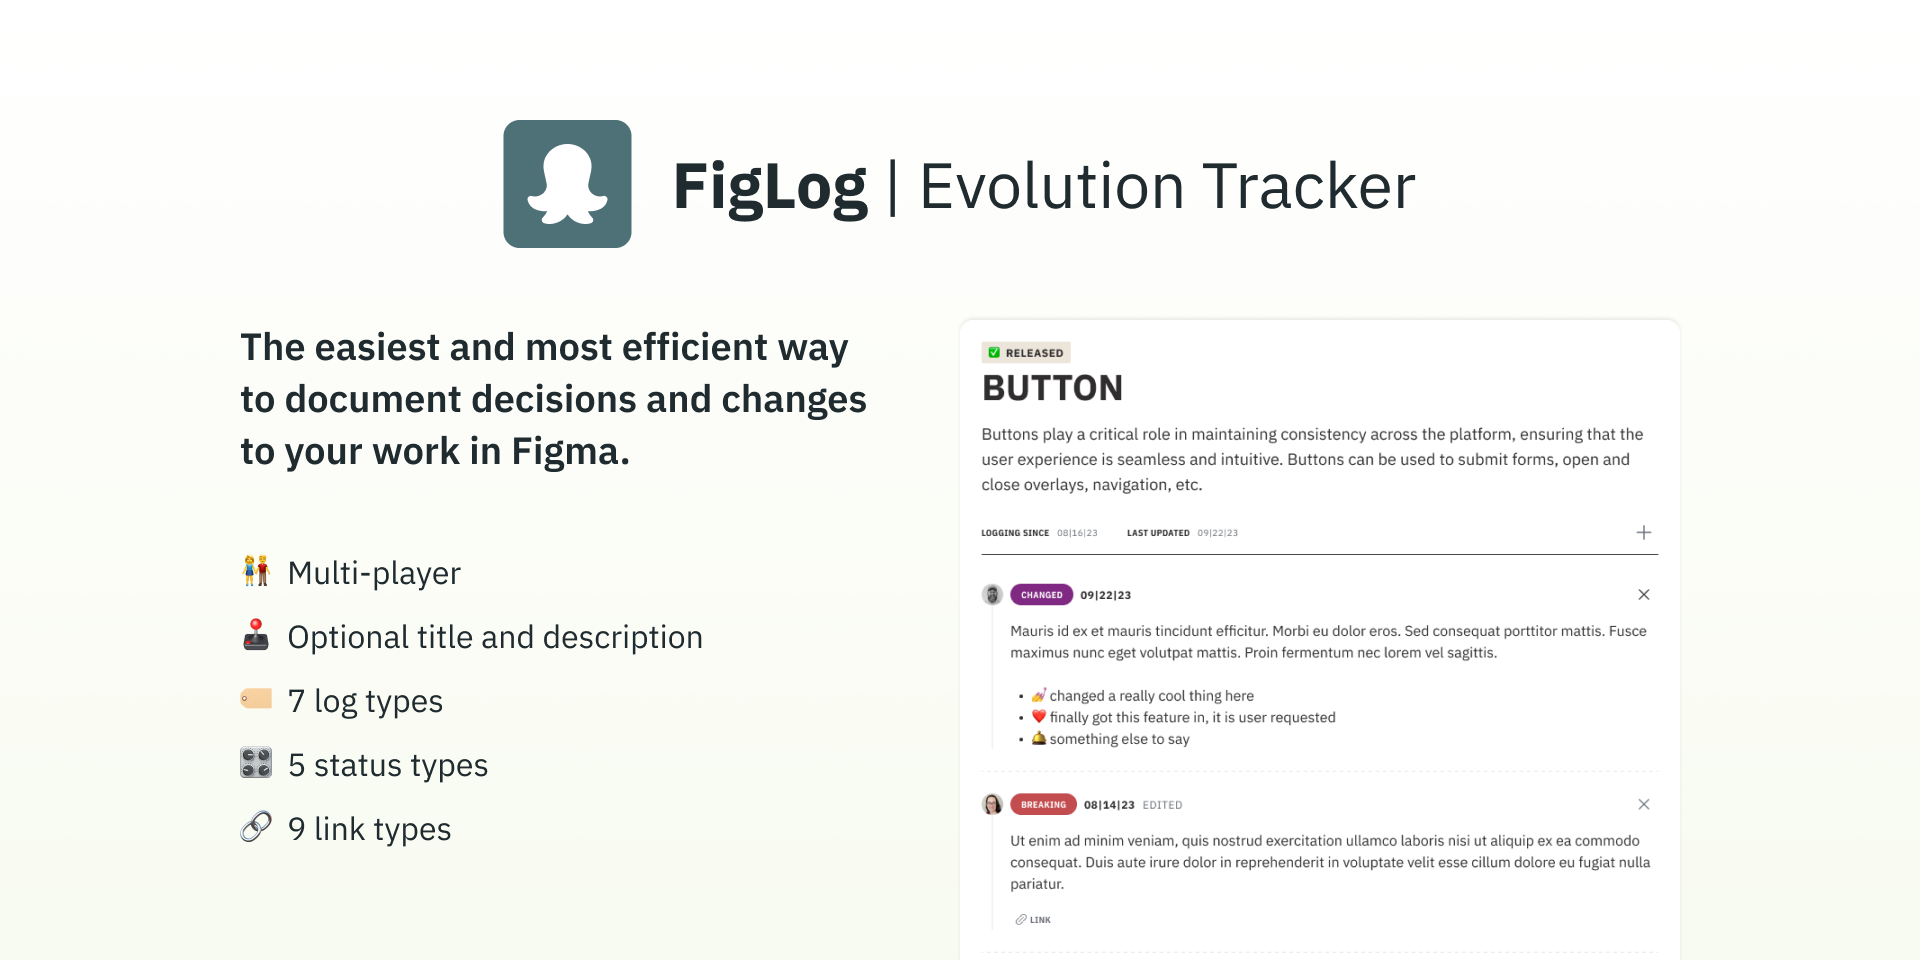 FigLog | Evolution Tracker
The easiest and most efficient way
to document decisions and changes
to your work in Figma.
Multi-player
Optional title and description
7 log types
5 status types
9 link types
RELEASED
BUTTON
Buttons play a critical role in maintaining consistency across the platform, ensuring that the
user experience is seamless and intuitive. Buttons can be used to submit forms, open and
close overlays, navigation, etc.
LOGGING SINCE 08|16|23 LAST UPDATED 09|22|23
CHANGED 09|22|23
Mauris id ex et mauris tincidunt efficitur. Morbi eu dolor eros. Sed consequat porttitor mattis. Fusce
maximus nunc eget volutpat mattis. Proin fermentum nec lorem vel sagittis.
• 💅 changed a really cool thing here
• ❤️ finally got this feature in, it is user requested
• 🛎️ something else to say
BREAKING 08|14|23 EDITED
Ut enim ad minim veniam, quis nostrud exercitation ullamco laboris nisi ut aliquip ex ea commodo
consequat. Duis aute irure dolor in reprehenderit in voluptate velit esse cillum dolore eu fugiat nulla
pariatur.
LINK